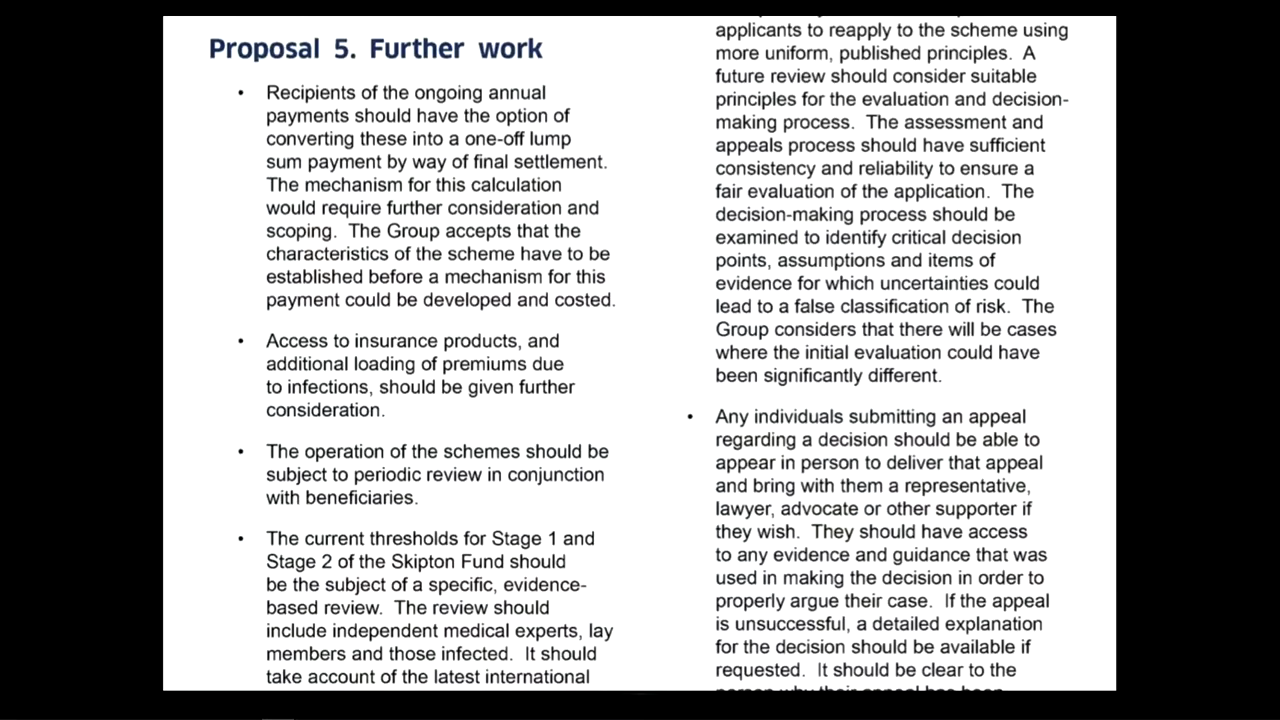 Proposal 5. Further work
• Recipients of the ongoing annual
payments should have the option of
converting these into a one-off lump
sum payment by way of final settlement.
The mechanism for this calculation
would require further consideration and
scoping. The Group accepts that the
characteristics of the scheme have to be
established before a mechanism for this
payment could be developed and costed.
• Access to insurance products, and
additional loading of premiums due
to infections, should be given further
consideration.
• The operation of the schemes should be
subject to periodic review in conjunction
with beneficiaries.
• The current thresholds for Stage 1 and
Stage 2 of the Skipton Fund should
be the subject of a specific, evidence-
based review. The review should
include independent medical experts, lay
members and those infected. It should
take account of the latest international
applicants to reapply to the scheme using
more uniform, published principles. A
future review should consider suitable
principles for the evaluation and decision-
making process. The assessment and
appeals process should have sufficient
consistency and reliability to ensure a
fair evaluation of the application. The
decision-making process should be
examined to identify critical decision
points, assumptions and items of
evidence for which uncertainties could
lead to a false classification of risk. The
Group considers that there will be cases
where the initial evaluation could have
been significantly different.
• Any individuals submitting an appeal
regarding a decision should be able to
appear in person to deliver that appeal
and bring with them a representative,
lawyer, advocate or other supporter if
they wish. They should have access
to any evidence and guidance that was
used in making the decision in order to
properly argue their case. If the appeal
is unsuccessful, a detailed explanation
for the decision should be available if
requested. It should be clear to the
person why their appeal has been